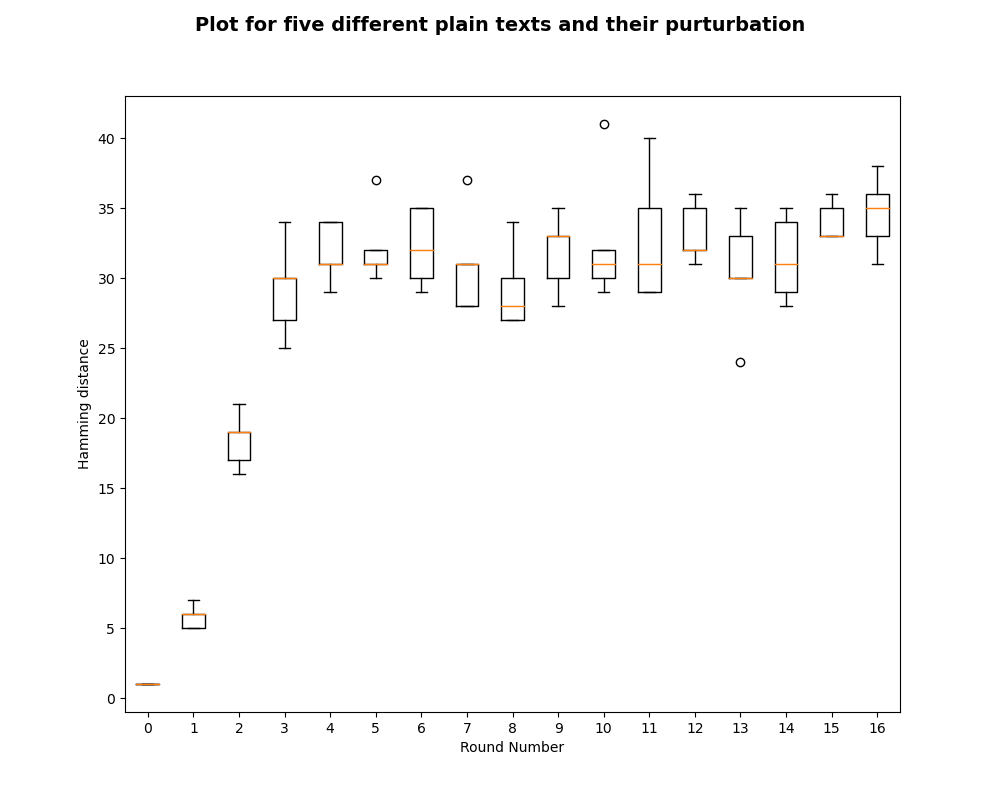 Plot for five different plain texts and their purturbation
40
35
30
25
20
15
10
5
0
Hamming distance
0 1 2 3 4 5 6 7 8 9 10 11 12 13 14 15 16
Round Number